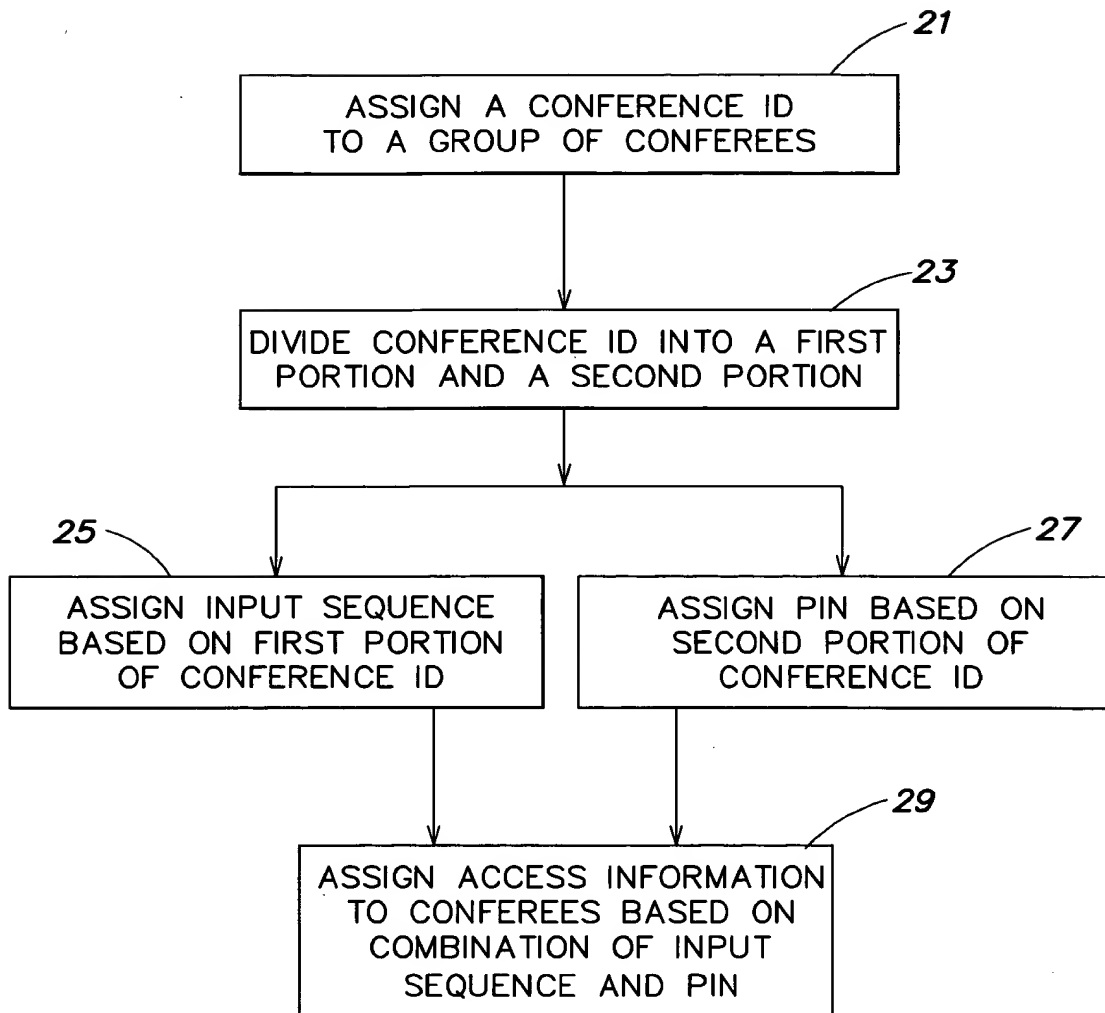 21
ASSIGN A CONFERENCE ID
TO A GROUP OF CONFEREES
23
DIVIDE CONFERENCE ID INTO A FIRST
PORTION AND A SECOND PORTION
25
ASSIGN INPUT SEQUENCE
BASED ON FIRST PORTION
OF CONFERENCE ID
27
ASSIGN PIN BASED ON
SECOND PORTION OF
CONFERENCE ID
29
ASSIGN ACCESS INFORMATION
TO CONFEREES BASED ON
COMBINATION OF INPUT
SEQUENCE AND PIN